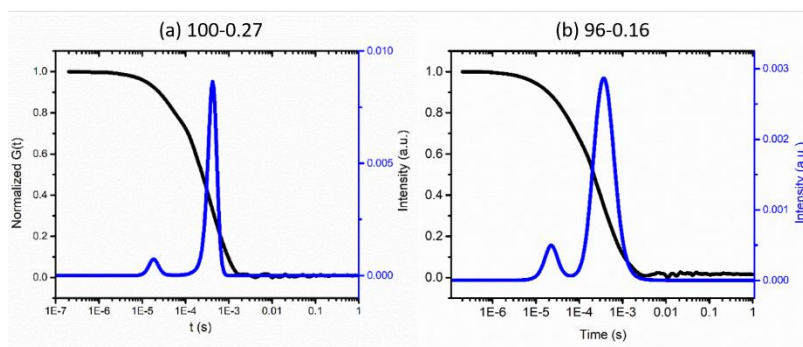 (a) 100-0.27
(b) 96-0.16
Normalized G(t)
1.0
0.8
0.6
0.4
0.2
0.0
1E-7 1E-6 1E-5 1E-4 1E-3 0.01 0.1 1
t (s)
0.010
0.005
0.000
Intensity (a.u.)
1.0
0.8
0.6
0.4
0.2
0.0
1E-6 1E-5 1E-4 1E-3 0.01 0.1 1
Time (s)
0.003
0.002
0.001
0.000
Intensity (a.u.)